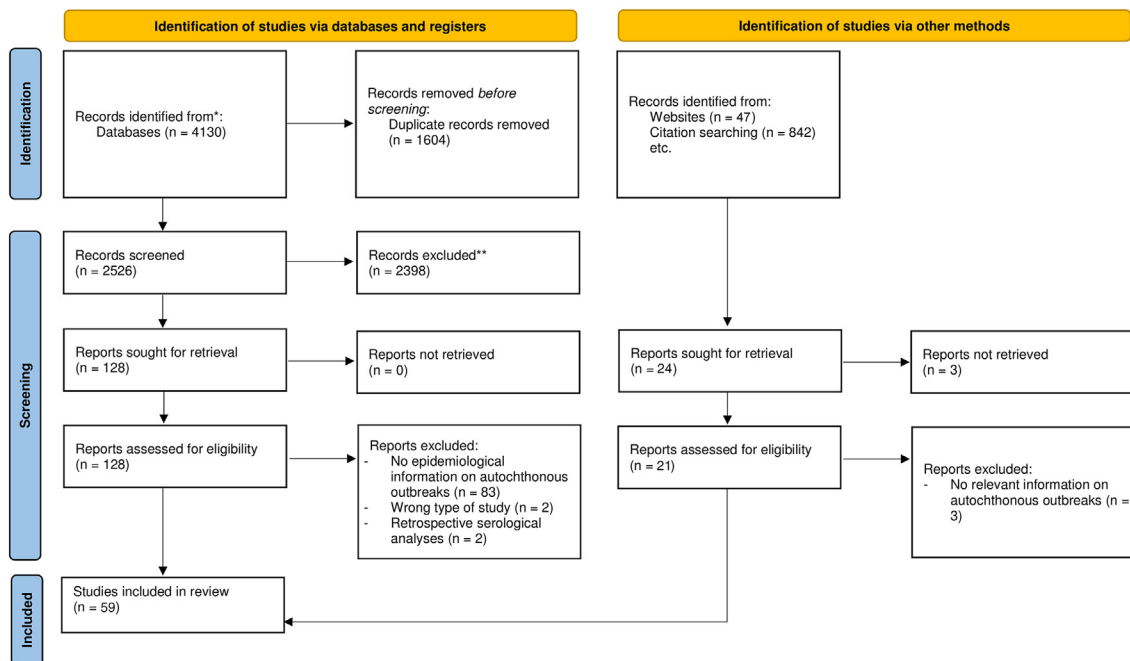 Identification of studies via databases and registers
Identification of studies via other methods
Identification
Records identified from*:
Databases (n = 4130)
Records removed before
screening:
Duplicate records removed
(n = 1604)
Records identified from:
Websites (n = 47)
Citation searching (n = 842)
etc.
Screening
Records screened
(n = 2526)
Records excluded**
(n = 2398)
Reports sought for retrieval
(n = 128)
Reports not retrieved
(n = 0)
Reports sought for retrieval
(n = 24)
Reports not retrieved
(n = 3)
Reports assessed for eligibility
(n = 128)
Reports excluded:
- No epidemiological
information on autochthonous
outbreaks (n = 83)
- Wrong type of study (n = 2)
- Retrospective serological
analyses (n = 2)
Reports assessed for eligibility
(n = 21)
Reports excluded:
- No relevant information on
autochthonous outbreaks (n =
3)
Included
Studies included in review
(n = 59)